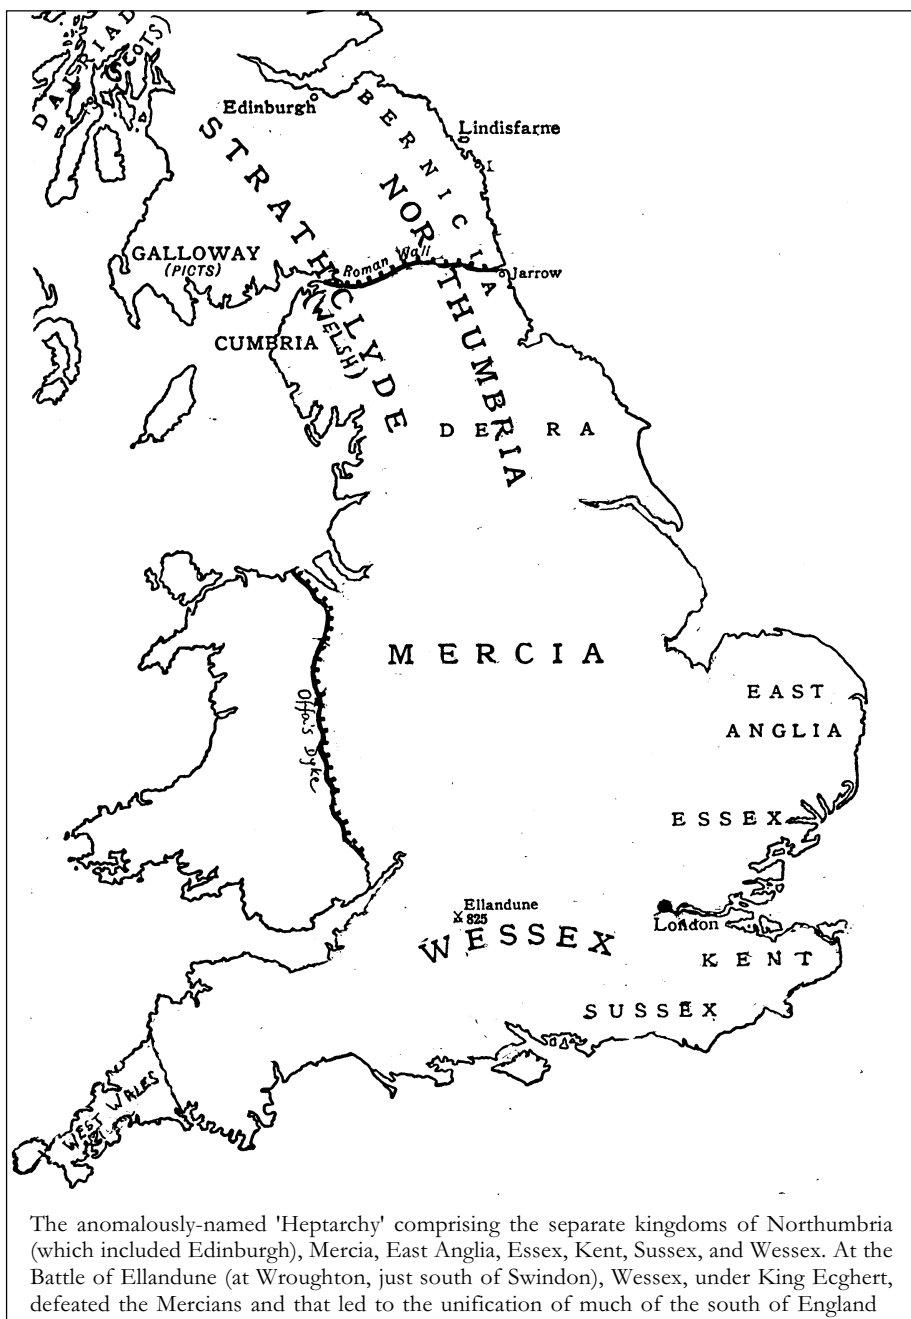 DALRIAD
(SCOTS)
Edinburgh
BERNICIA
Lindisfarne
STRATHCLYDE
NORTHUMBRIA
GALLOWAY
(PICTS)
Roman Wall
Jarrow
(WELSH)
CUMBRIA
DE RA
MERCIA
EAST
ANGLIA
Offa's Dyke
ESSEX
Ellandune
825
London
WESSEX
KENT
SUSSEX
WEST WALES
The anomalously-named 'Heptarchy' comprising the separate kingdoms of Northumbria
(which included Edinburgh), Mercia, East Anglia, Essex, Kent, Sussex, and Wessex. At the
Battle of Ellandune (at Wroughton, just south of Swindon), Wessex, under King Ecghert,
defeated the Mercians and that led to the unification of much of the south of England